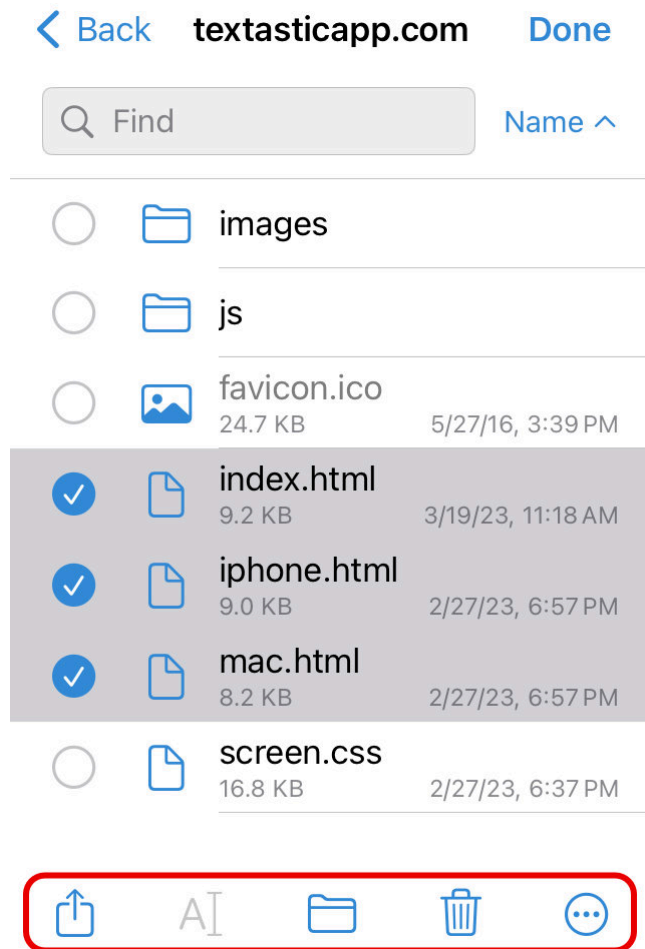 Back textasticapp.com Done
Find Name
images
js
favicon.ico
24.7 KB 5/27/16, 3:39 PM
index.html
9.2 KB 3/19/23, 11:18 AM
iphone.html
9.0 KB 2/27/23, 6:57 PM
mac.html
8.2 KB 2/27/23, 6:57 PM
screen.css
16.8 KB 2/27/23, 6:37 PM
A